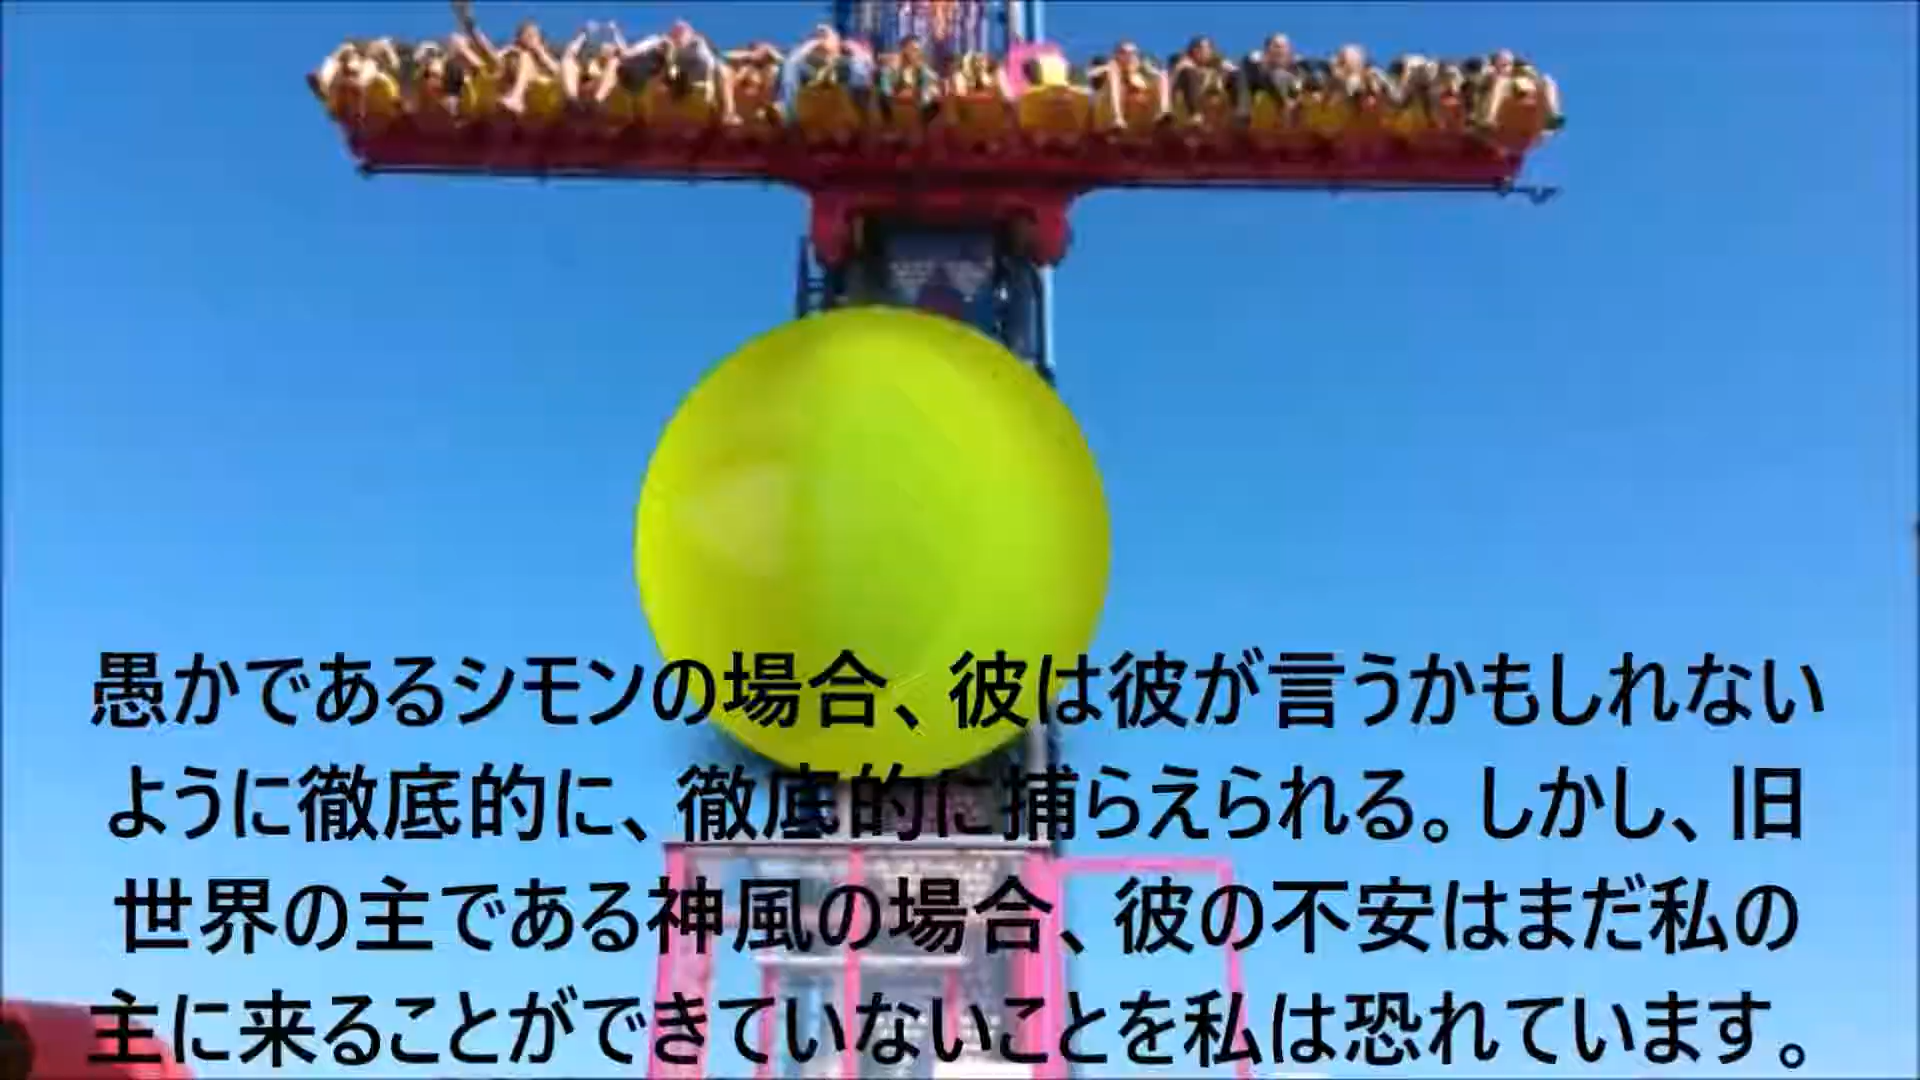 愚かであるシモンの場合、彼は彼が言うかもしれない
ように徹底的に、徹底的に捕らえられる。しかし、旧
世界の主である神風の場合、彼の不安はまだ私の
主に来ることができていないことを私は恐れています。